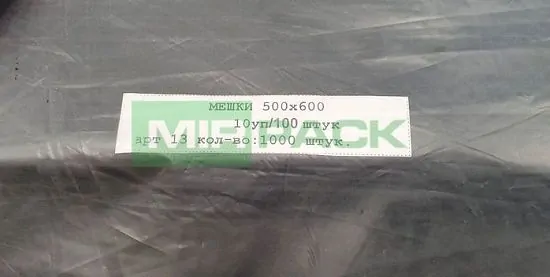 МЕШКИ 500х600
10уп/100 штук
MIRPACK
арт 13 кол-во:1000 штук.